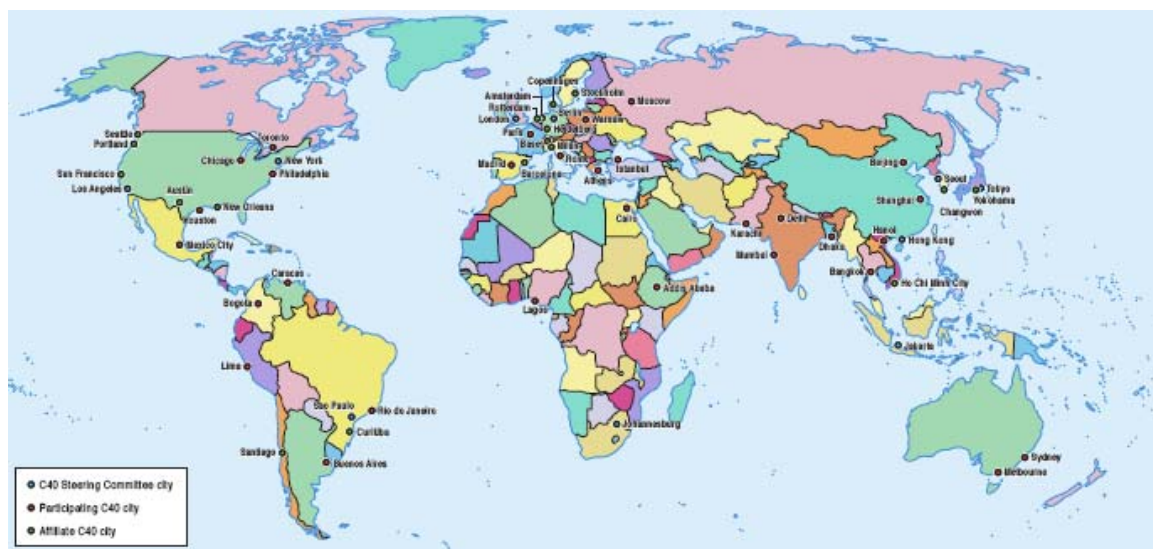 Copenhagen
Stockholm
Amsterdam
Moscow
Rotterdam
Berlin
London
Warsaw
Heidelberg
Paris
Basel
Milan
Rome
Madrid
Barcelona
Istanbul
Athens
Seattle
Portland
Toronto
Chicago
New York
San Francisco
Philadelphia
Los Angeles
Austin
New Orleans
Houston
Mexico City
Beijing
Seoul
Tokyo
Yokohama
Shanghai
Changwon
Cairo
Karachi
Delhi
Hanoi
Hong Kong
Dhaka
Mumbai
Bangkok
Ho Chi Minh City
Caracas
Bogota
Lagos
Addis Ababa
Jakarta
Lima
Sao Paulo
Rio de Janeiro
Curitiba
Johannesburg
Santiago
Buenos Aires
Sydney
Melbourne
C40 Steering Committee city
Participating C40 city
Affiliate C40 city